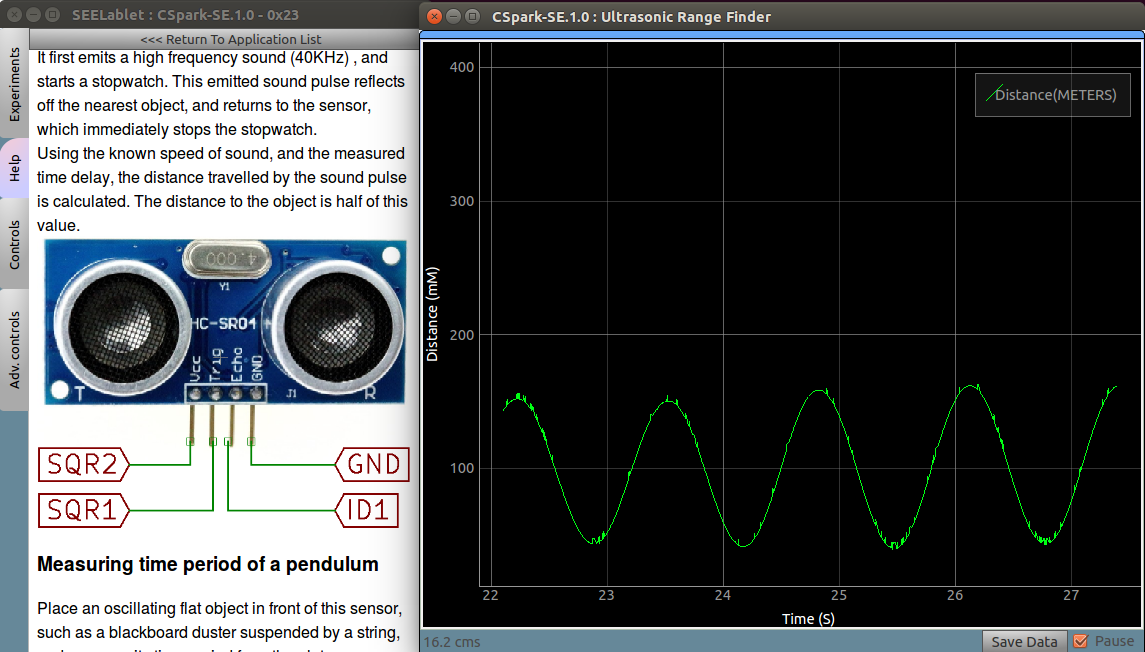 SEELablet : CSpark-SE.1.0 - 0x23
<<< Return To Application List
Experiments
Help
Controls
Adv. controls
It first emits a high frequency sound (40KHz) , and
starts a stopwatch. This emitted sound pulse reflects
off the nearest object, and returns to the sensor,
which immediately stops the stopwatch.
Using the known speed of sound, and the measured
time delay, the distance travelled by the sound pulse
is calculated. The distance to the object is half of this
value.
4.000
Y1
HC-SR04
Vcc
Trig
Echo
GND
J1
T
R
SQR2
GND
SQR1
ID1
Measuring time period of a pendulum
Place an oscillating flat object in front of this sensor,
such as a blackboard duster suspended by a string,
CSpark-SE.1.0 : Ultrasonic Range Finder
Distance(METERS)
400
300
200
100
Distance (mM)
22 23 24 25 26 27
Time (S)
16.2 cms
Save Data
Pause